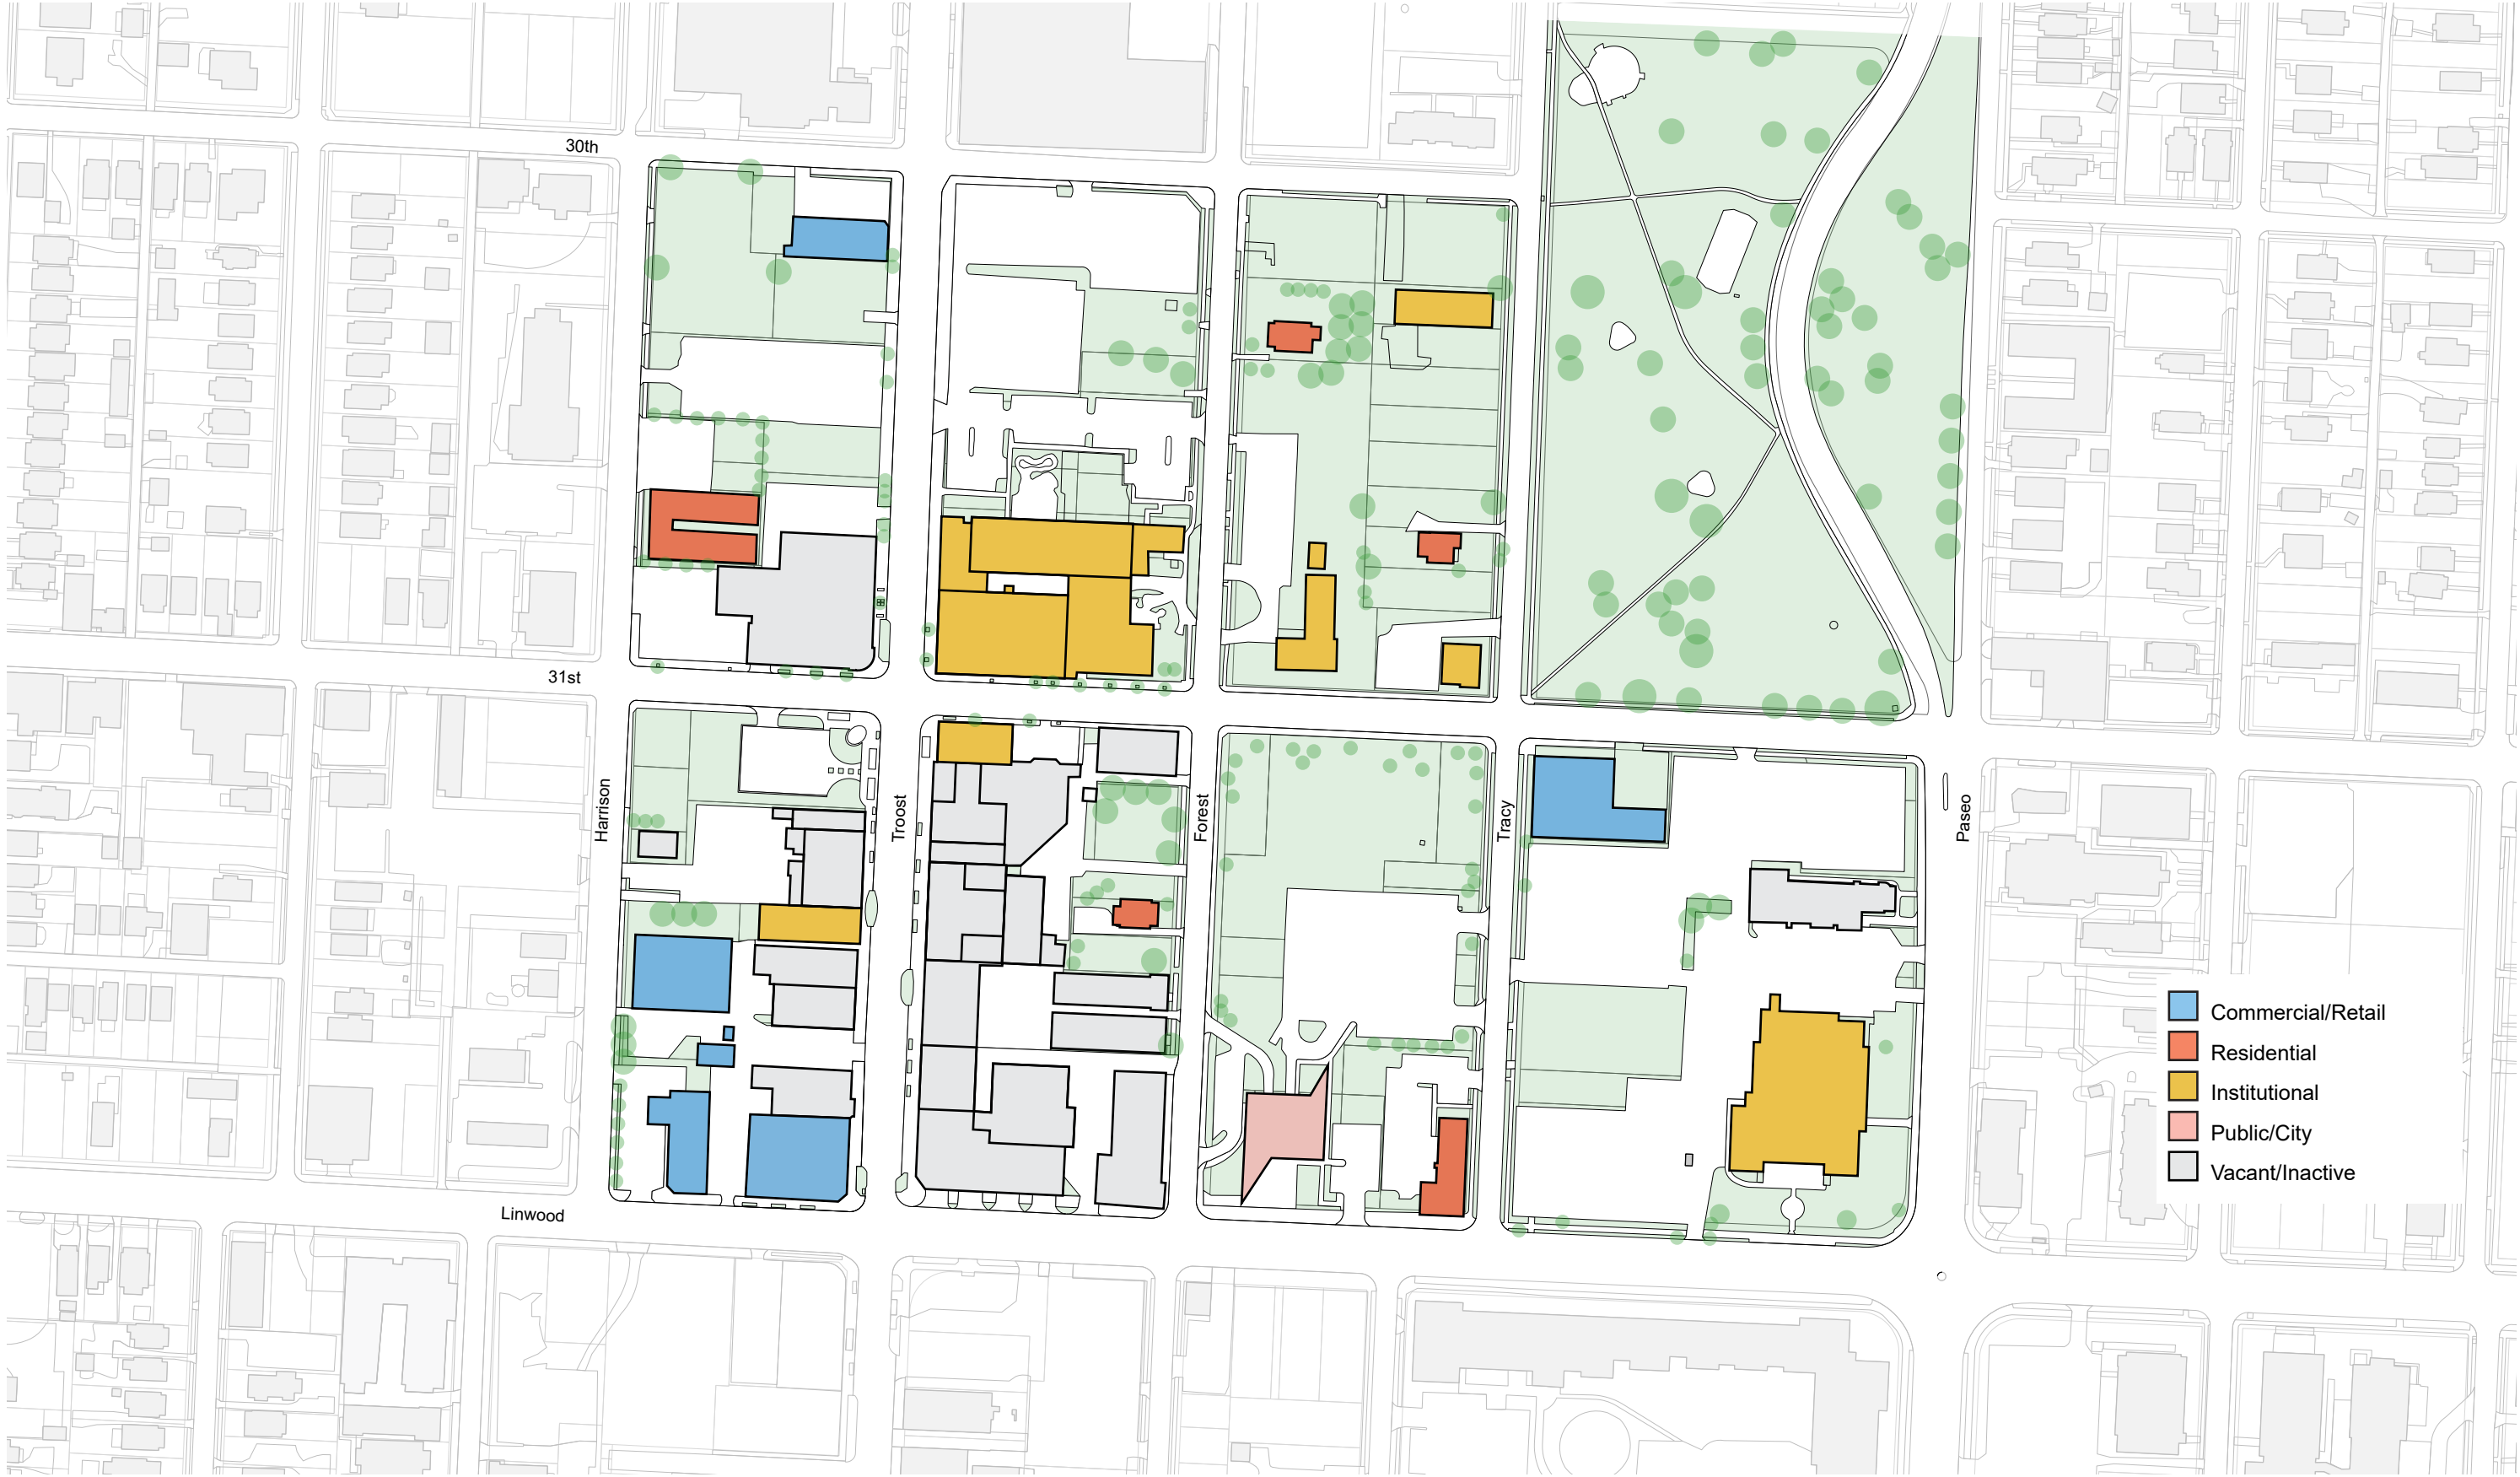 30th
31st
Harrison
Troost
Forest
Tracy
Paseo
Linwood
Commercial/Retail
Residential
Institutional
Public/City
Vacant/Inactive